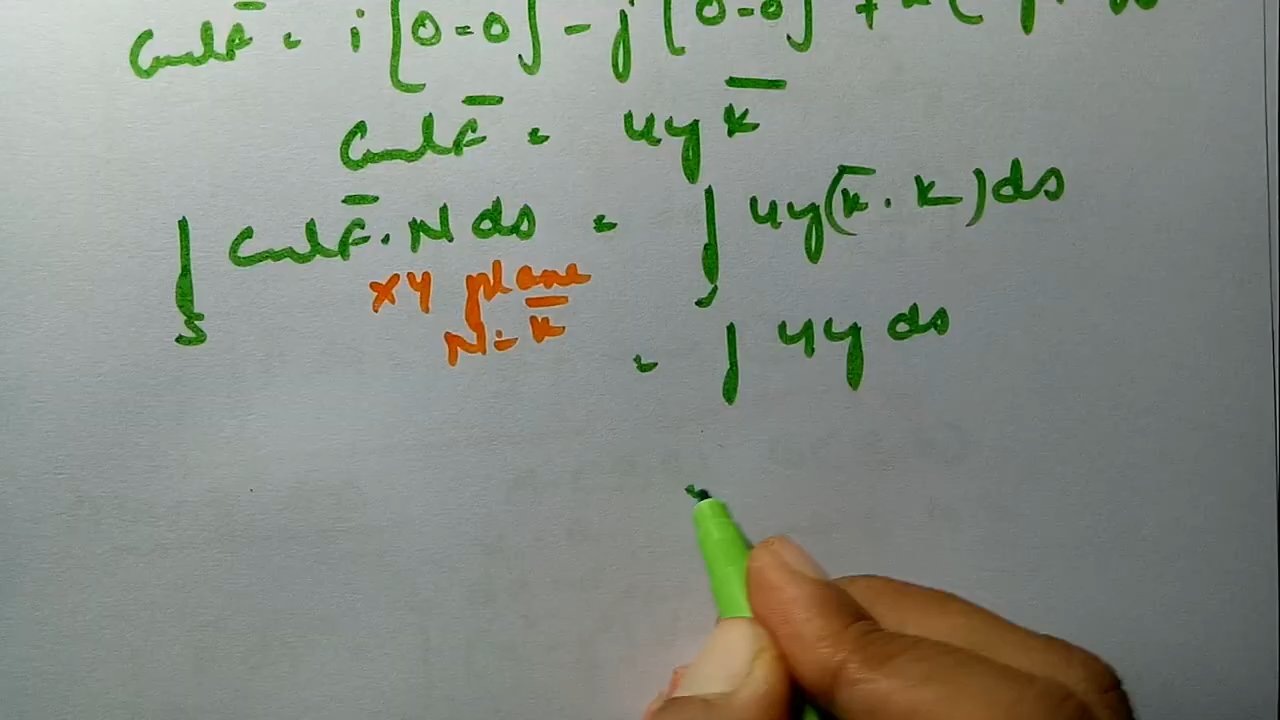 Curl F̅ = i[0-0] - j[0-0] + k[
Curl F̅ = 4y k̅
∫S Curl F̅ . N ds = ∫S 4y(k̅ . k) ds
xy plane
N = k̅
= ∫ 4y ds